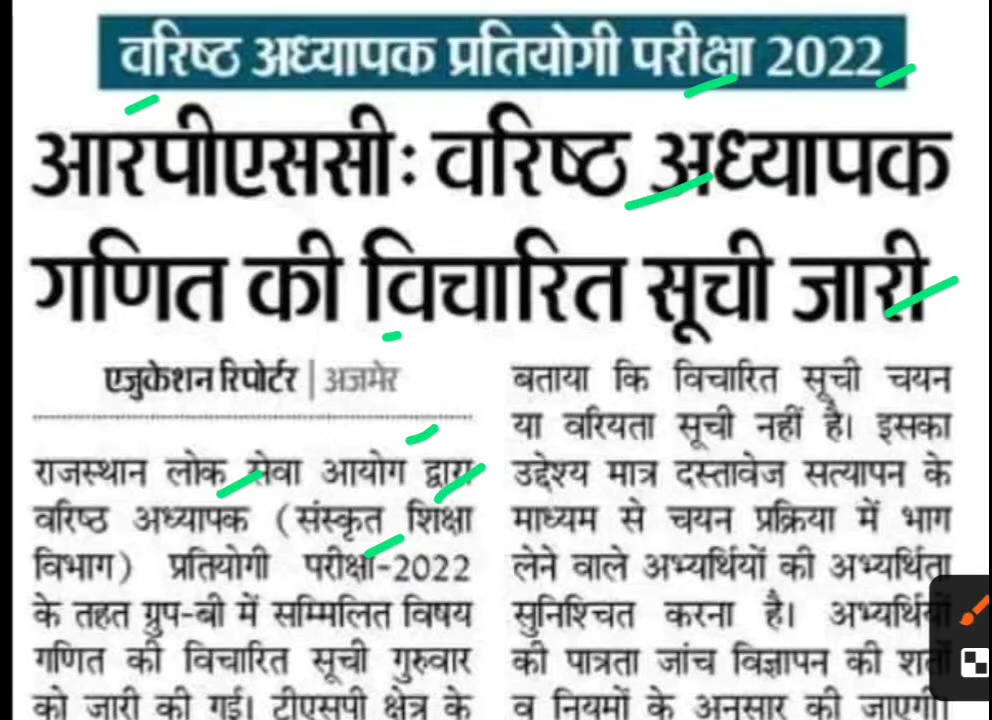 वरिष्ठ अध्यापक प्रतियोगी परीक्षा 2022
आरपीएससी: वरिष्ठ अध्यापक
गणित की विचारित सूची जारी
एजुकेशन रिपोर्टर | अजमेर
राजस्थान लोक सेवा आयोग द्वारा
वरिष्ठ अध्यापक (संस्कृत शिक्षा
विभाग) प्रतियोगी परीक्षा-2022
के तहत ग्रुप-बी में सम्मिलित विषय
गणित की विचारित सूची गुरुवार
को जारी की गई। टीएसपी क्षेत्र के
बताया कि विचारित सूची चयन
या वरियता सूची नहीं है। इसका
उद्देश्य मात्र दस्तावेज सत्यापन के
माध्यम से चयन प्रक्रिया में भाग
लेने वाले अभ्यर्थियों की अभ्यर्थिता
सुनिश्चित करना है। अभ्यर्थियों
की पात्रता जांच विज्ञापन की शर्तों
व नियमों के अनुसार की जाएगी।